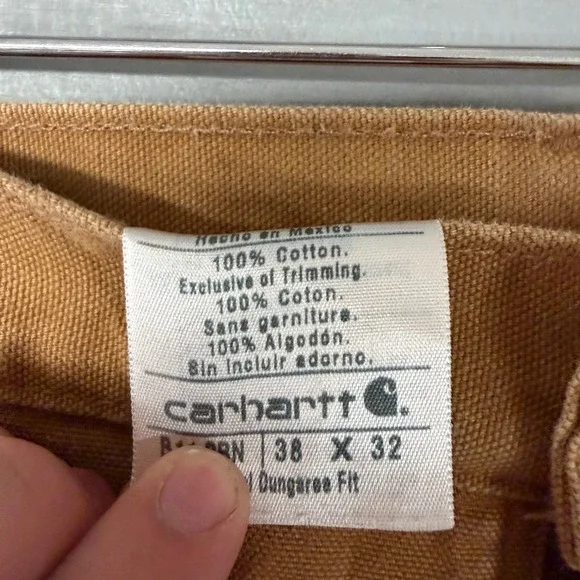 Hecho en Mexico
100% Cotton.
Exclusive of Trimming.
100% Coton.
Sans garniture.
100% Algodón.
Sin incluir adorno.
carhartt
38 X 32
Dungaree Fit